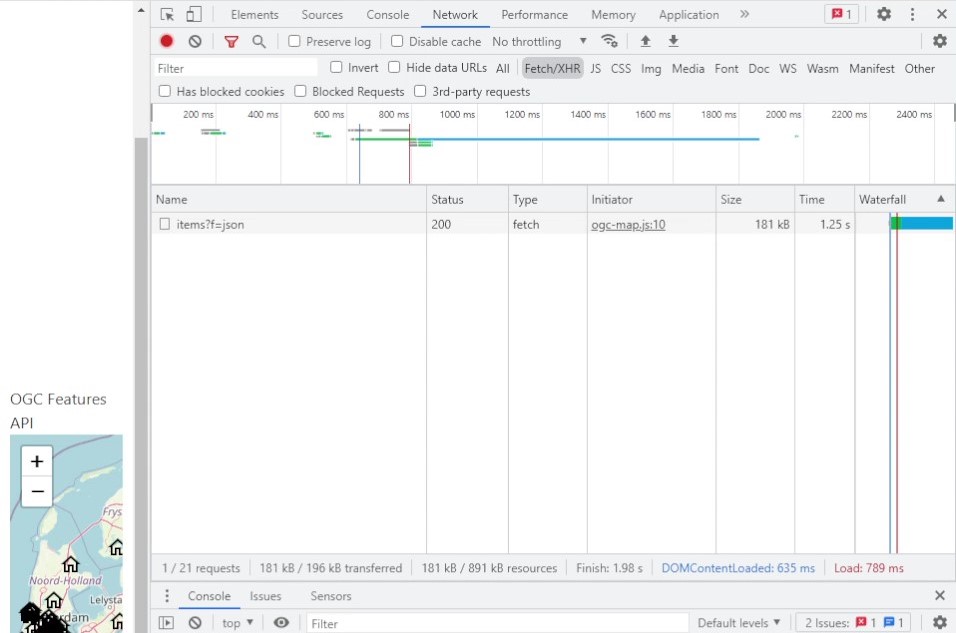 Elements Sources Console Network Performance Memory Application » 1
Preserve log Disable cache No throttling
Filter Invert Hide data URLs All Fetch/XHR JS CSS Img Media Font Doc WS Wasm Manifest Other
Has blocked cookies Blocked Requests 3rd-party requests
200 ms 400 ms 600 ms 800 ms 1000 ms 1200 ms 1400 ms 1600 ms 1800 ms 2000 ms 2200 ms 2400 ms
Name Status Type Initiator Size Time Waterfall
items?f=json 200 fetch ogc-map.js:10 181 kB 1.25 s
OGC Features
API
+
−
Frys
Noord-Holland
Lelysta
rdam
1 / 21 requests 181 kB / 196 kB transferred 181 kB / 891 kB resources Finish: 1.98 s DOMContentLoaded: 635 ms Load: 789 ms
Console Issues Sensors
top Filter Default levels 2 Issues: 1 1